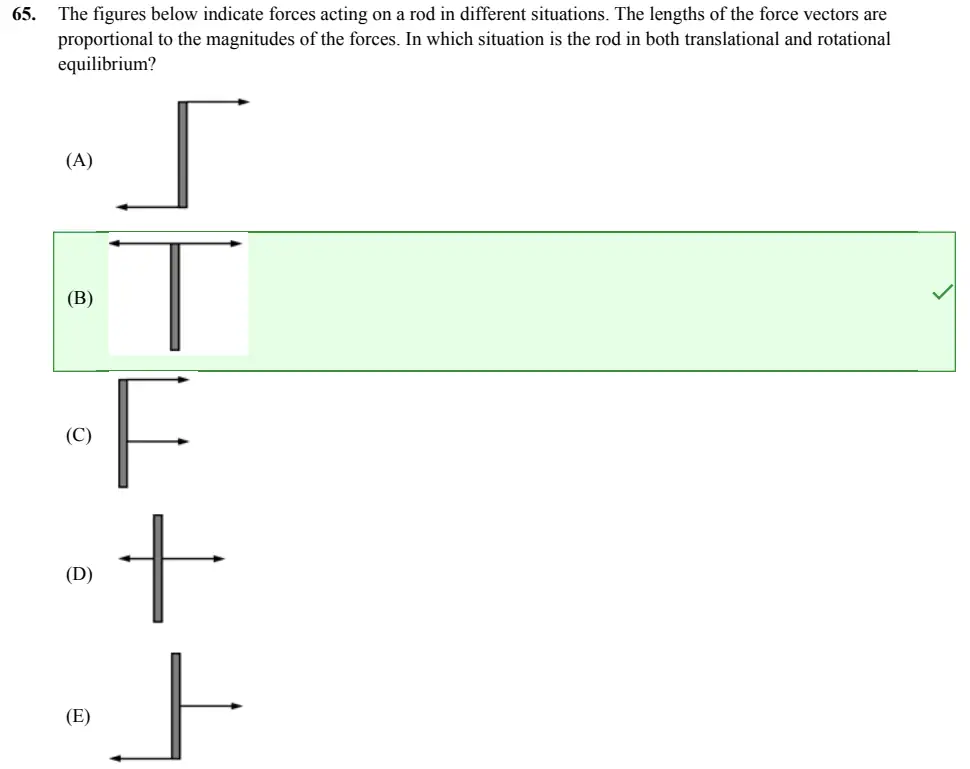 65. The figures below indicate forces acting on a rod in different situations. The lengths of the force vectors are
proportional to the magnitudes of the forces. In which situation is the rod in both translational and rotational
equilibrium?
(A)
(B)
(C)
(D)
(E)